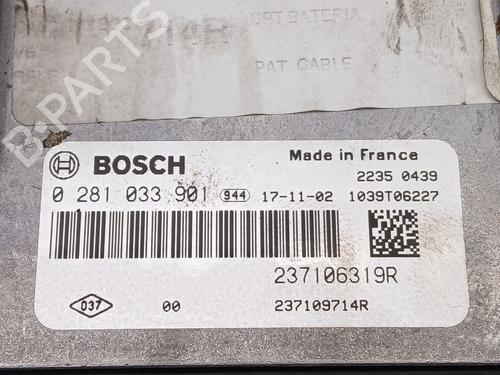 SPT.BATERIA
PAT CABLE
B-PARTS
BOSCH
Made in France
2235 0439
0 281 033 901 944 17-11-02 1039T06227
237106319R
037 00 237109714R